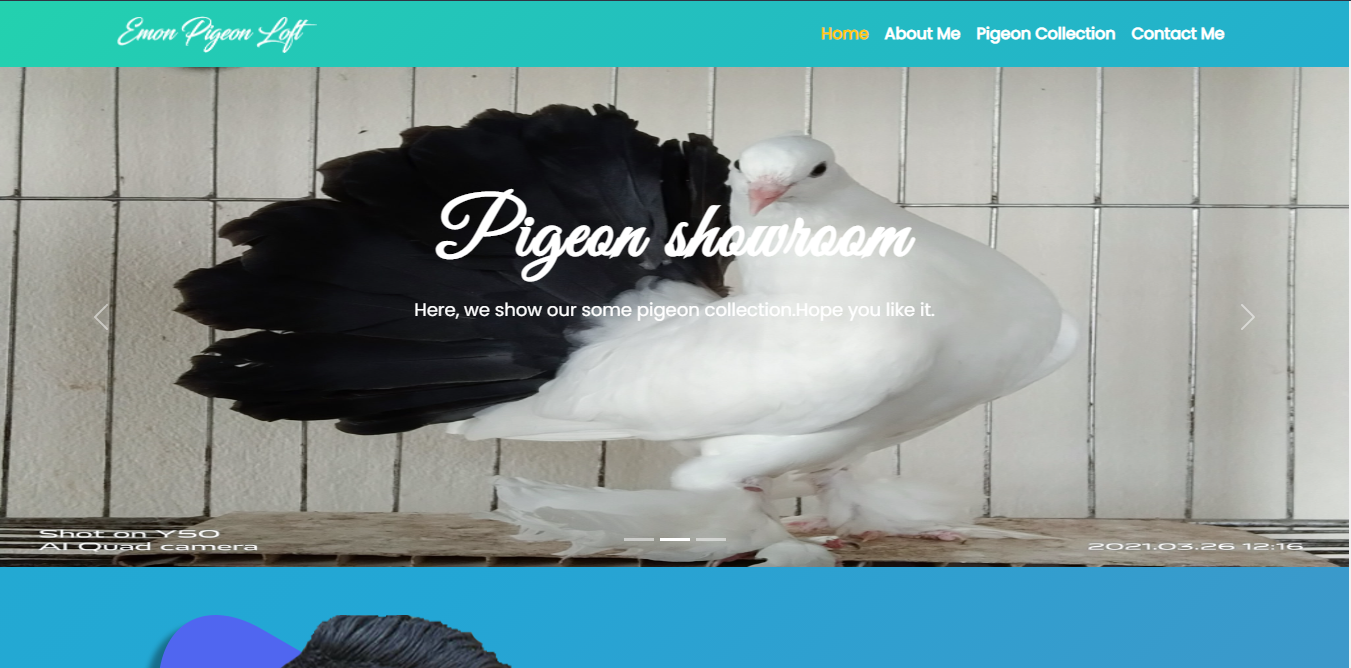 Emon Pigeon Loft
Home About Me Pigeon Collection Contact Me
Pigeon showroom
Here, we show our some pigeon collection.Hope you like it.
Shot on Y50
AI Quad camera
2021.03.26 12:16